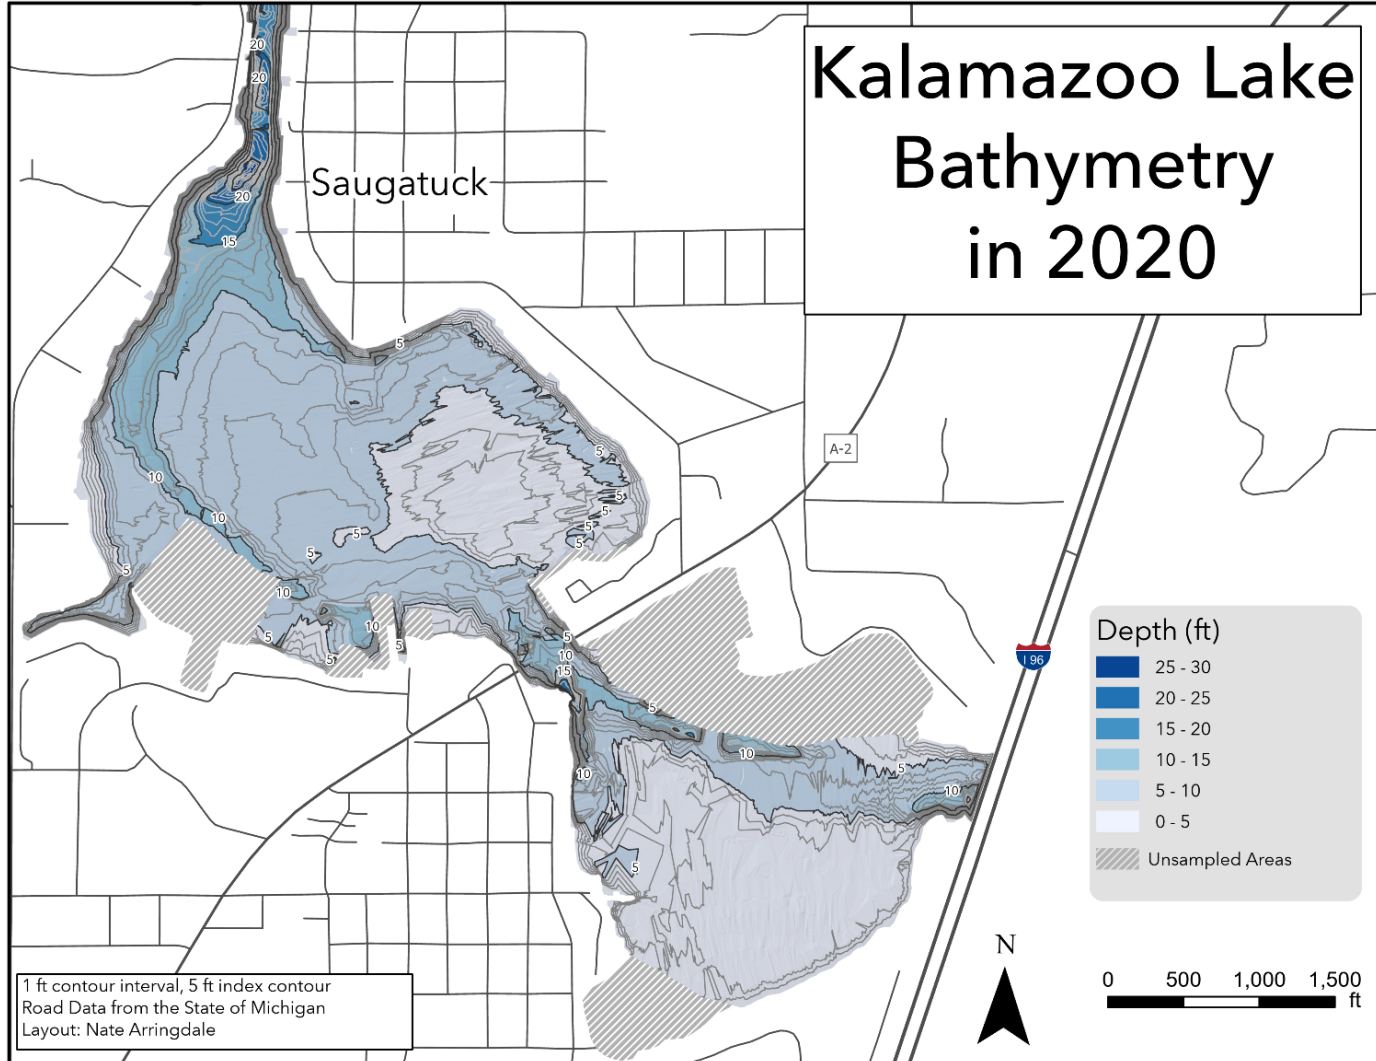 Kalamazoo Lake
Bathymetry
in 2020
20
20
Saugatuck
20
15
5
A-2
10
5
5
10
5
5
5
5
5
5
10
10
5
5
5
5
10
15
I 96
5
10
5
10
10
5
Depth (ft)
25 - 30
20 - 25
15 - 20
10 - 15
5 - 10
0 - 5
Unsampled Areas
N
0 500 1,000 1,500
ft
1 ft contour interval, 5 ft index contour
Road Data from the State of Michigan
Layout: Nate Arringdale